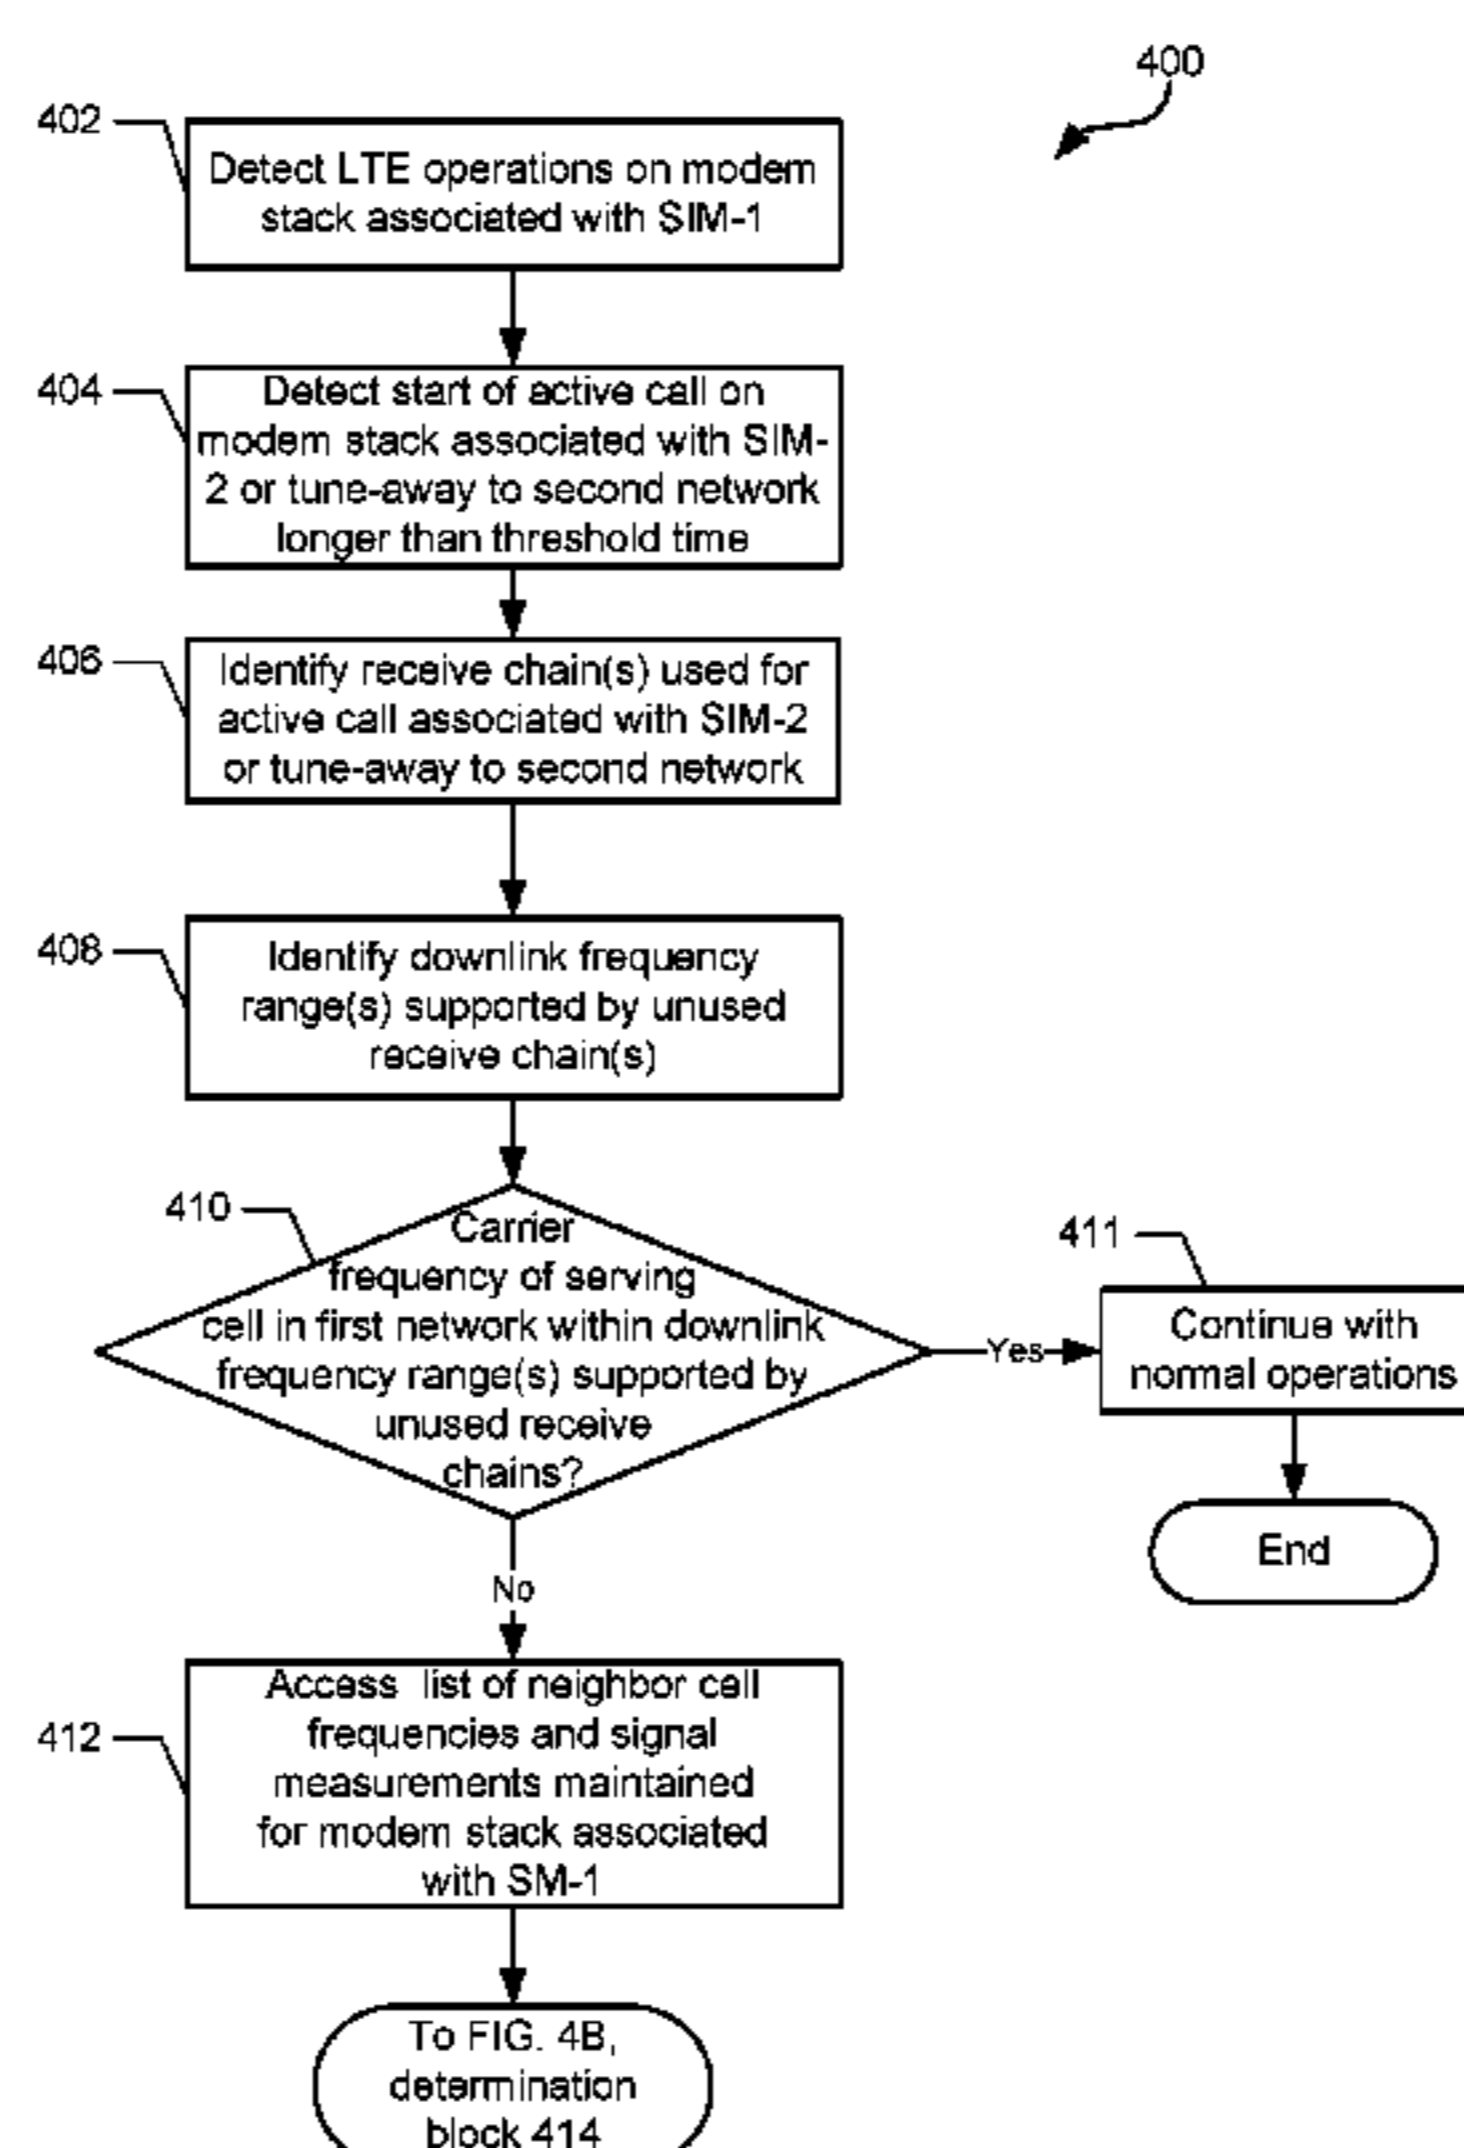 400
402
Detect LTE operations on modem
stack associated with SIM-1
404
Detect start of active call on
modem stack associated with SIM-
2 or tune-away to second network
longer than threshold time
406
Identify receive chain(s) used for
active call associated with SIM-2
or tune-away to second network
408
Identify downlink frequency
range(s) supported by unused
receive chain(s)
410
Carrier
frequency of serving
cell in first network within downlink
frequency range(s) supported by
unused receive
chains?
Yes
411
Continue with
normal operations
End
No
412
Access list of neighbor cell
frequencies and signal
measurements maintained
for modem stack associated
with SM-1
To FIG. 4B,
determination
block 414